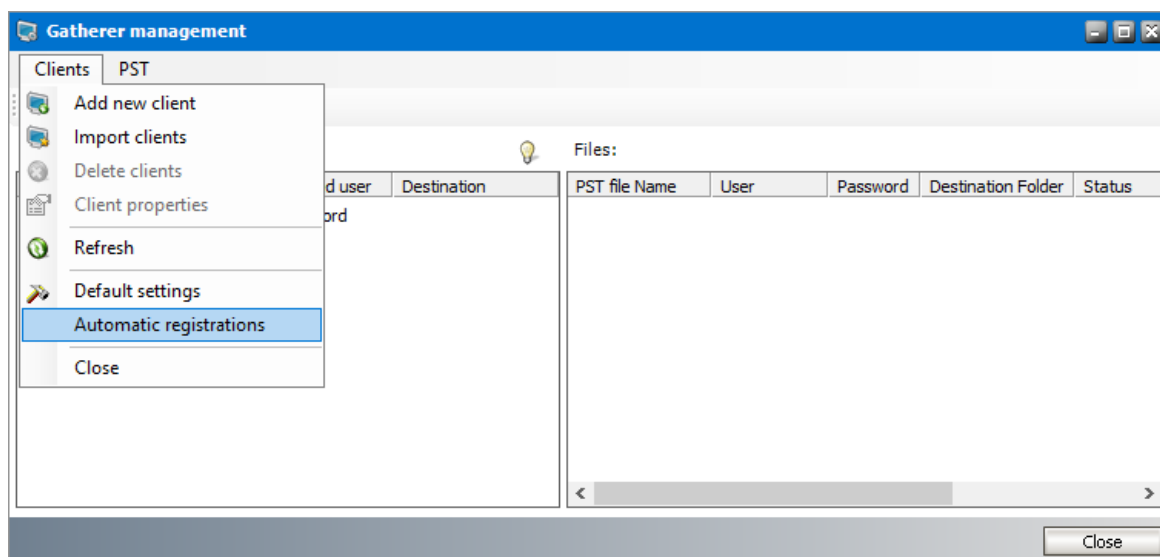 Gatherer management
Clients PST
Add new client
Import clients
Delete clients
Client properties
Refresh
Default settings
Automatic registrations
Close
d user Destination
ord
Files:
PST file Name User Password Destination Folder Status
Close